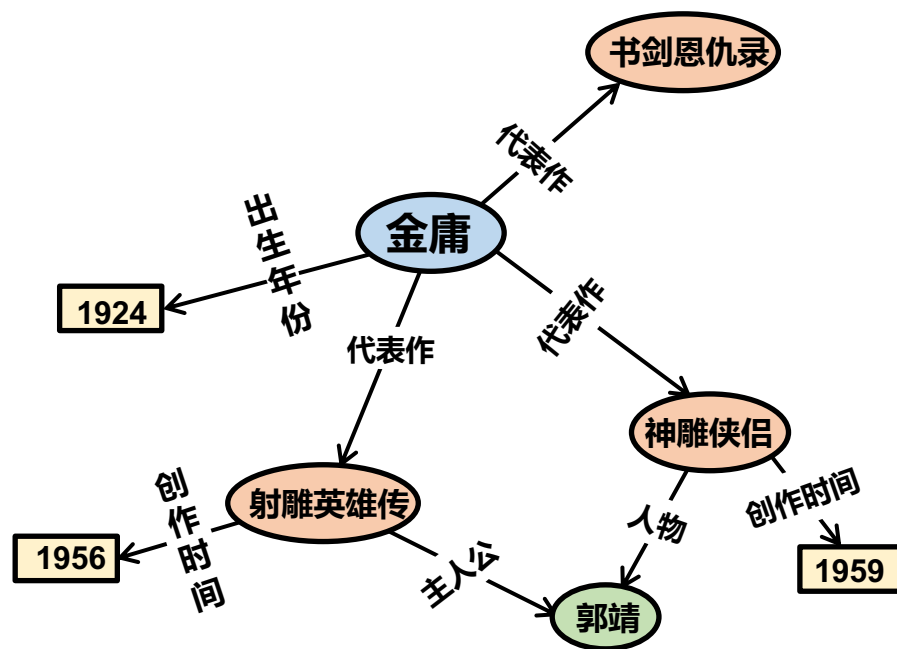 书剑恩仇录
代表作
金庸
出生年份
1924
代表作
代表作
神雕侠侣
射雕英雄传
创作时间
创作时间
人物
1956
主人公
1959
郭靖